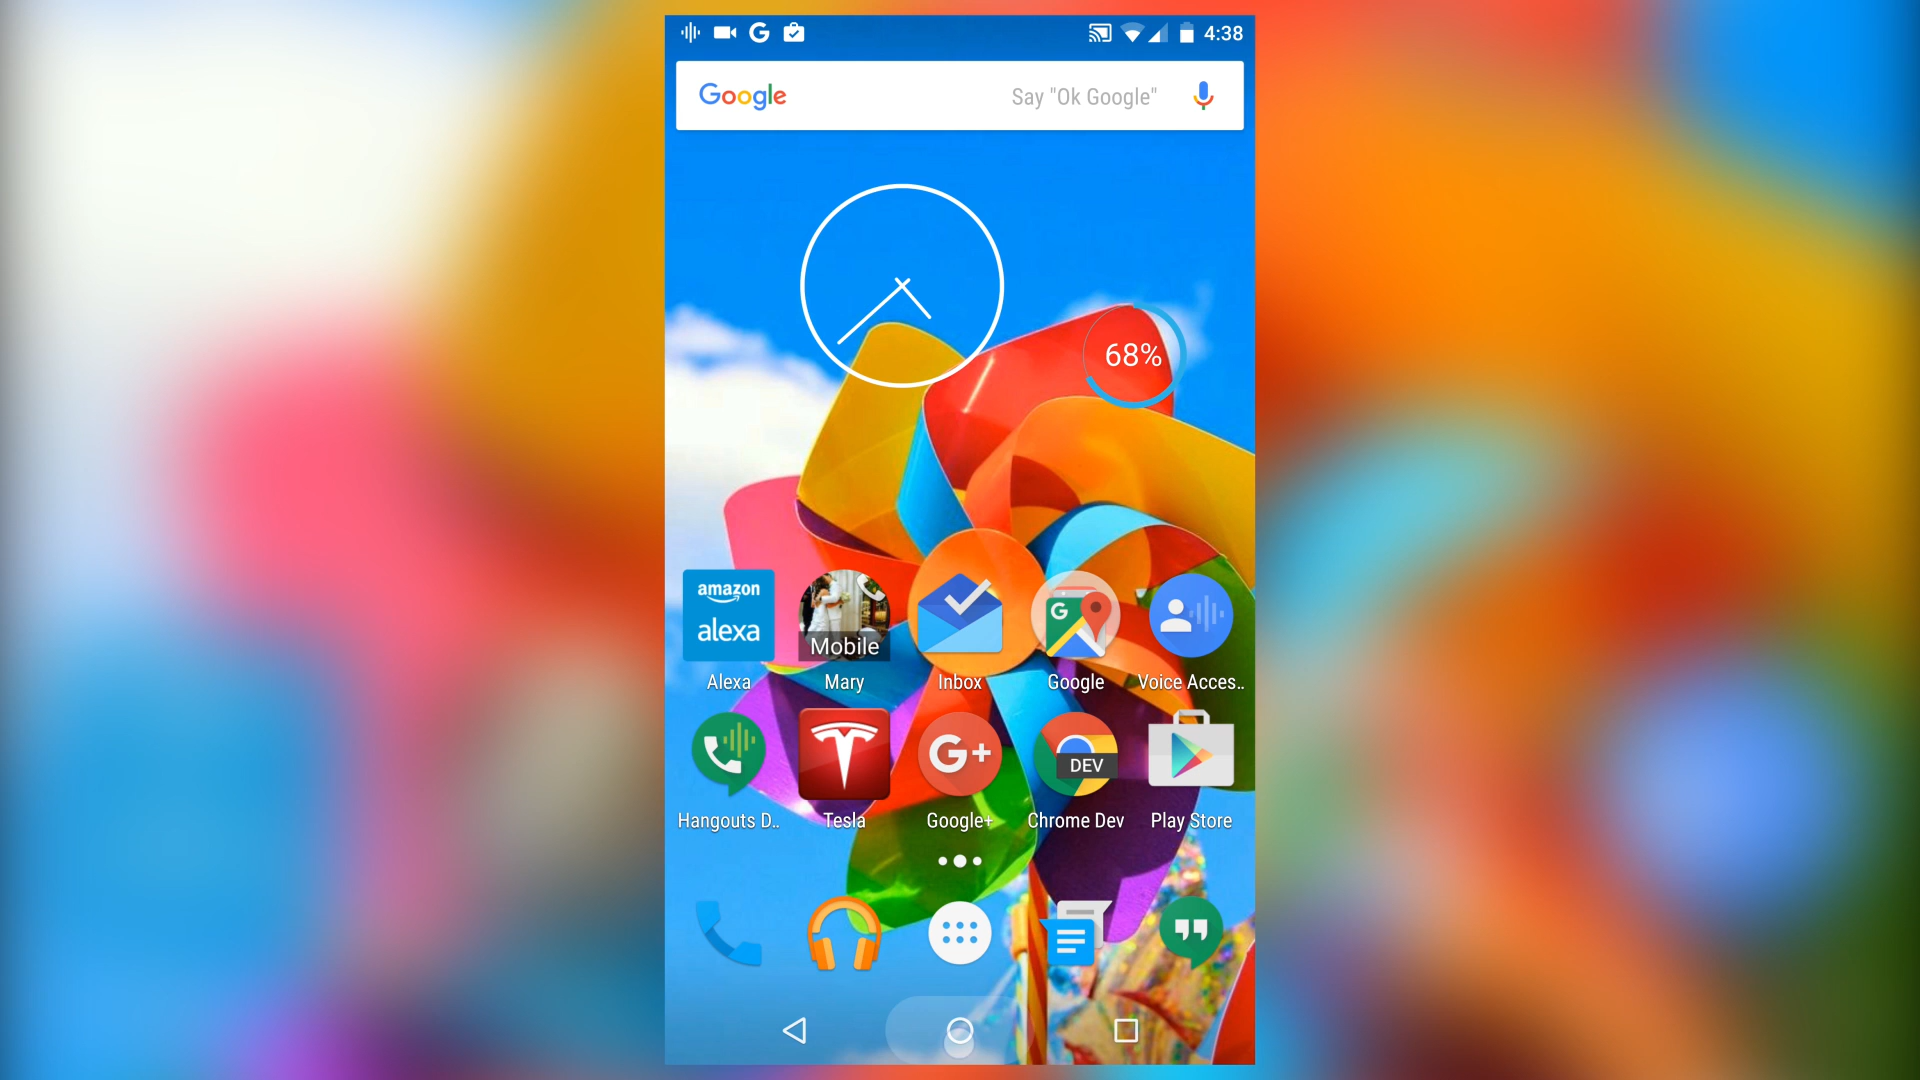 4:38
Google Say "Ok Google"
68%
amazon
alexa
Mobile
G
Alexa Mary Inbox Google Voice Acces..
G+
DEV
Hangouts D.. Tesla Google+ Chrome Dev Play Store